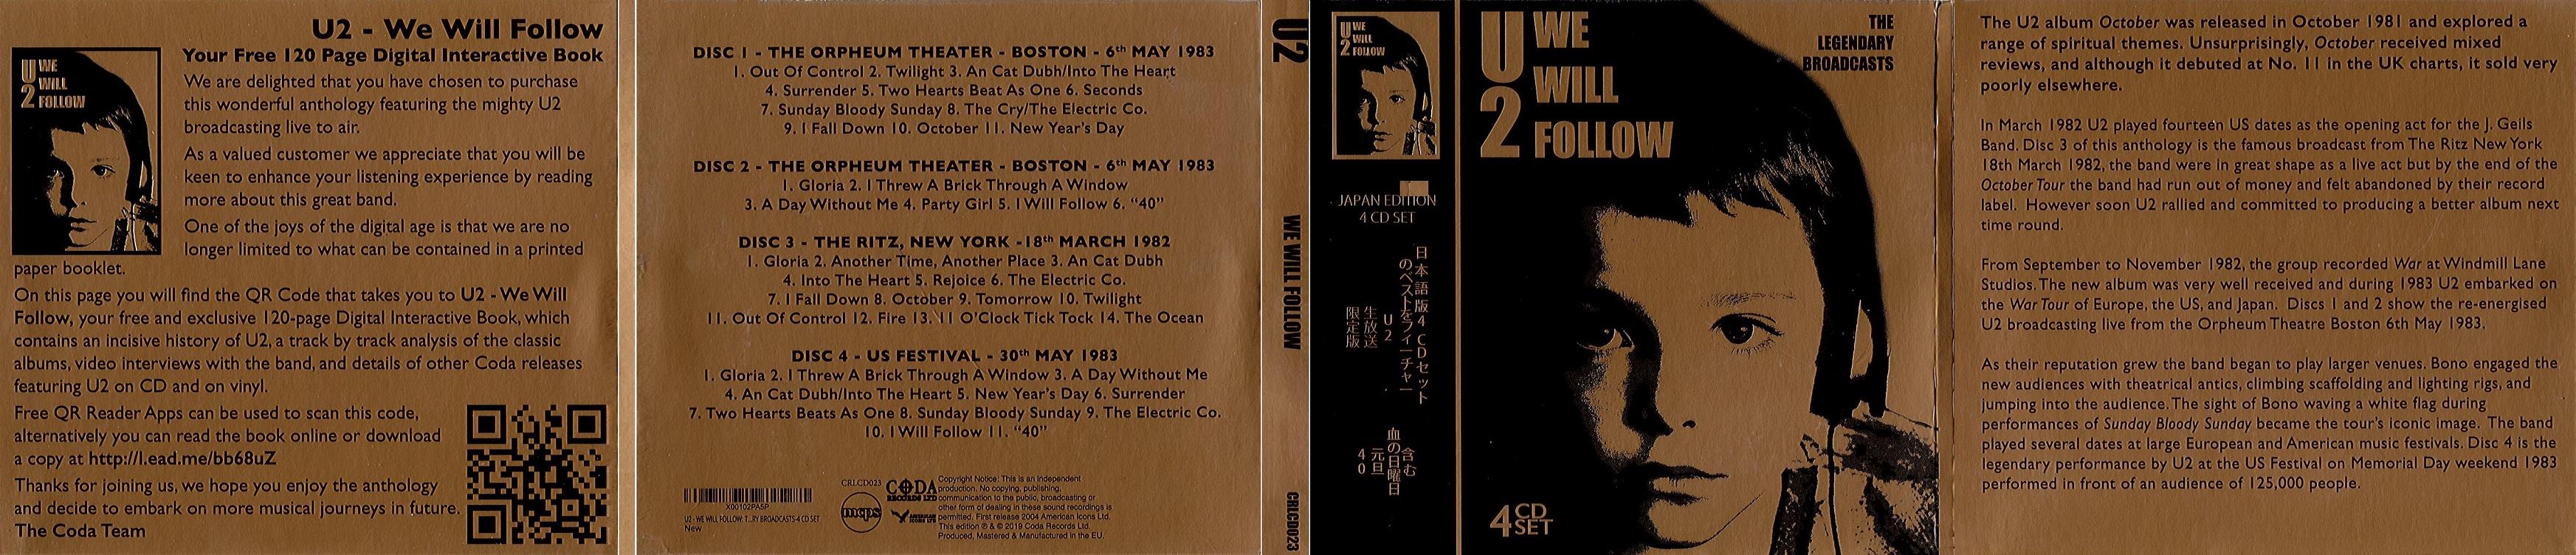 U2 - We Will Follow
Your Free 120 Page Digital Interactive Book
U WE
WILL
2 FOLLOW
We are delighted that you have chosen to purchase
this wonderful anthology featuring the mighty U2
broadcasting live to air.
As a valued customer we appreciate that you will be
keen to enhance your listening experience by reading
more about this great band.
One of the joys of the digital age is that we are no
longer limited to what can be contained in a printed
paper booklet.
On this page you will find the QR Code that takes you to U2 - We Will
Follow, your free and exclusive 120-page Digital Interactive Book, which
contains an incisive history of U2, a track by track analysis of the classic
albums, video interviews with the band, and details of other Coda releases
featuring U2 on CD and on vinyl.
Free QR Reader Apps can be used to scan this code,
alternatively you can read the book online or download
a copy at http://l.ead.me/bb68uZ
Thanks for joining us, we hope you enjoy the anthology
and decide to embark on more musical journeys in future.
The Coda Team
DISC 1 - THE ORPHEUM THEATER - BOSTON - 6th MAY 1983
1. Out Of Control 2. Twilight 3. An Cat Dubh/Into The Heart
4. Surrender 5. Two Hearts Beat As One 6. Seconds
7. Sunday Bloody Sunday 8. The Cry/The Electric Co.
9. I Fall Down 10. October 11. New Year's Day
DISC 2 - THE ORPHEUM THEATER - BOSTON - 6th MAY 1983
1. Gloria 2. I Threw A Brick Through A Window
3. A Day Without Me 4. Party Girl 5. I Will Follow 6. “40”
DISC 3 - THE RITZ, NEW YORK -18th MARCH 1982
1. Gloria 2. Another Time, Another Place 3. An Cat Dubh
4. Into The Heart 5. Rejoice 6. The Electric Co.
7. I Fall Down 8. October 9. Tomorrow 10. Twilight
11. Out Of Control 12. Fire 13. 11 O'Clock Tick Tock 14. The Ocean
DISC 4 - US FESTIVAL - 30th MAY 1983
1. Gloria 2. I Threw A Brick Through A Window 3. A Day Without Me
4. An Cat Dubh/Into The Heart 5. New Year's Day 6. Surrender
7. Two Hearts Beats As One 8. Sunday Bloody Sunday 9. The Electric Co.
10. I Will Follow 11. “40”
X00102PA5P
U2 - WE WILL FOLLOW: T...RY BROADCASTS-4 CD SET
New
CRLCD023
mcps
CODA
RECORDS LTD
AMERICAN
ICONS LTD
Copyright Notice: This is an independent
production. No copying, publishing,
communication to the public, broadcasting or
other form of dealing in these sound recordings is
permitted. First release 2004 American Icons Ltd.
This edition ℗ & © 2019 Coda Records Ltd.
Produced, Mastered & Manufactured in the EU.
U2
WE WILL FOLLOW
CRLCD023
U WE
WILL
2 FOLLOW
JAPAN EDITION
4 CD SET
日本語版4CDセット
のベストをフィーチャー
U2
生放送
限定版
含む
血の日曜日
元旦
40
U WE
WILL
2 FOLLOW
THE
LEGENDARY
BROADCASTS
4 CD
SET
The U2 album October was released in October 1981 and explored a
range of spiritual themes. Unsurprisingly, October received mixed
reviews, and although it debuted at No. 11 in the UK charts, it sold very
poorly elsewhere.
In March 1982 U2 played fourteen US dates as the opening act for the J. Geils
Band. Disc 3 of this anthology is the famous broadcast from The Ritz New York
18th March 1982, the band were in great shape as a live act but by the end of the
October Tour the band had run out of money and felt abandoned by their record
label. However soon U2 rallied and committed to producing a better album next
time round.
From September to November 1982, the group recorded War at Windmill Lane
Studios. The new album was very well received and during 1983 U2 embarked on
the War Tour of Europe, the US, and Japan. Discs 1 and 2 show the re-energised
U2 broadcasting live from the Orpheum Theatre Boston 6th May 1983.
As their reputation grew the band began to play larger venues. Bono engaged the
new audiences with theatrical antics, climbing scaffolding and lighting rigs, and
jumping into the audience. The sight of Bono waving a white flag during
performances of Sunday Bloody Sunday became the tour's iconic image. The band
played several dates at large European and American music festivals. Disc 4 is the
legendary performance by U2 at the US Festival on Memorial Day weekend 1983
performed in front of an audience of 125,000 people.